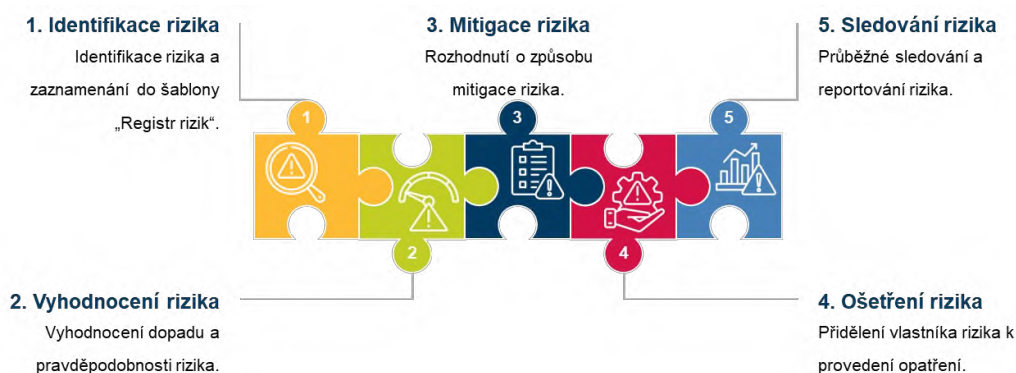 1. Identifikace rizika
Identifikace rizika a
zaznamenání do šablony
„Registr rizik“.
3. Mitigace rizika
Rozhodnutí o způsobu
mitigace rizika.
5. Sledování rizika
Průběžné sledování a
reportování rizika.
1
3
5
2
4
2. Vyhodnocení rizika
Vyhodnocení dopadu a
pravděpodobnosti rizika.
4. Ošetření rizika
Přidělení vlastníka rizika k
provedení opatření.